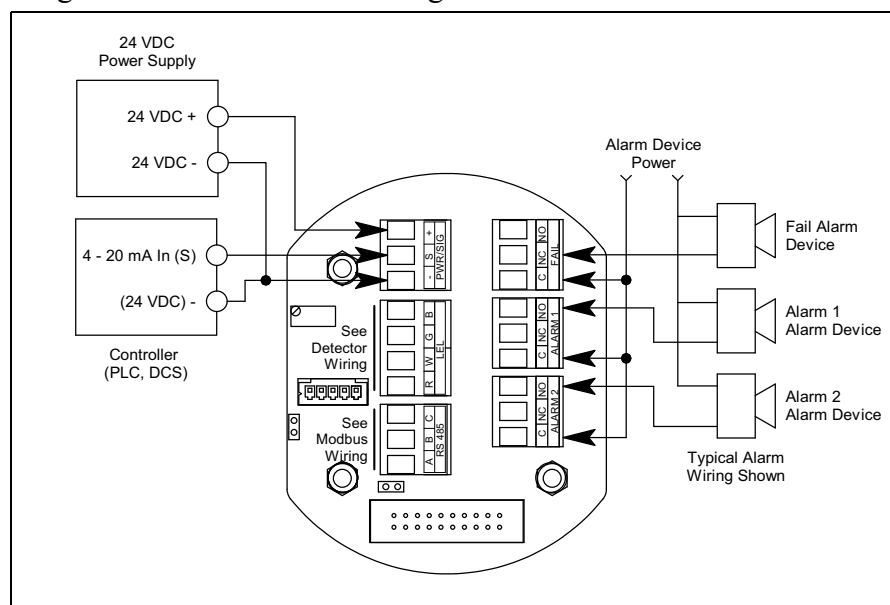 24 VDC
Power Supply
24 VDC +
24 VDC -
4 - 20 mA In (S)
(24 VDC) -
Controller
(PLC, DCS)
Alarm Device
Power
Fail Alarm
Device
Alarm 1
Alarm Device
Alarm 2
Alarm Device
Typical Alarm
Wiring Shown
See
Detector
Wiring
See
Modbus
Wiring
- S +
PWR/SIG
R W G B
LEL
A B C
RS 485
C NC NO
FAIL
C NC NO
ALARM 1
C NC NO
ALARM 2